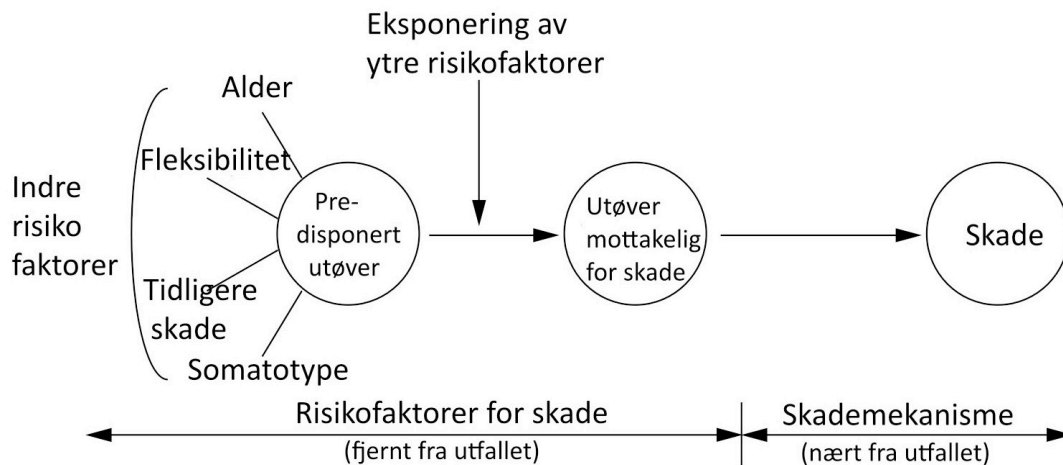 Eksponering av
ytre risikofaktorer
Alder
Fleksibilitet
Indre
risiko
faktorer
Tidligere
skade
Somatotype
Pre-
disponert
utøver
Utøver
mottakelig
for skade
Skade
Risikofaktorer for skade
(fjernt fra utfallet)
Skademekanisme
(nært fra utfallet)